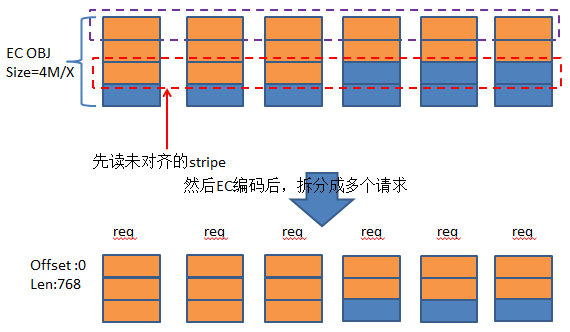 EC OBJ
Size=4M/X
先读未对齐的stripe
然后EC编码后，拆分成多个请求
req req req req req req
Offset :0
Len:768